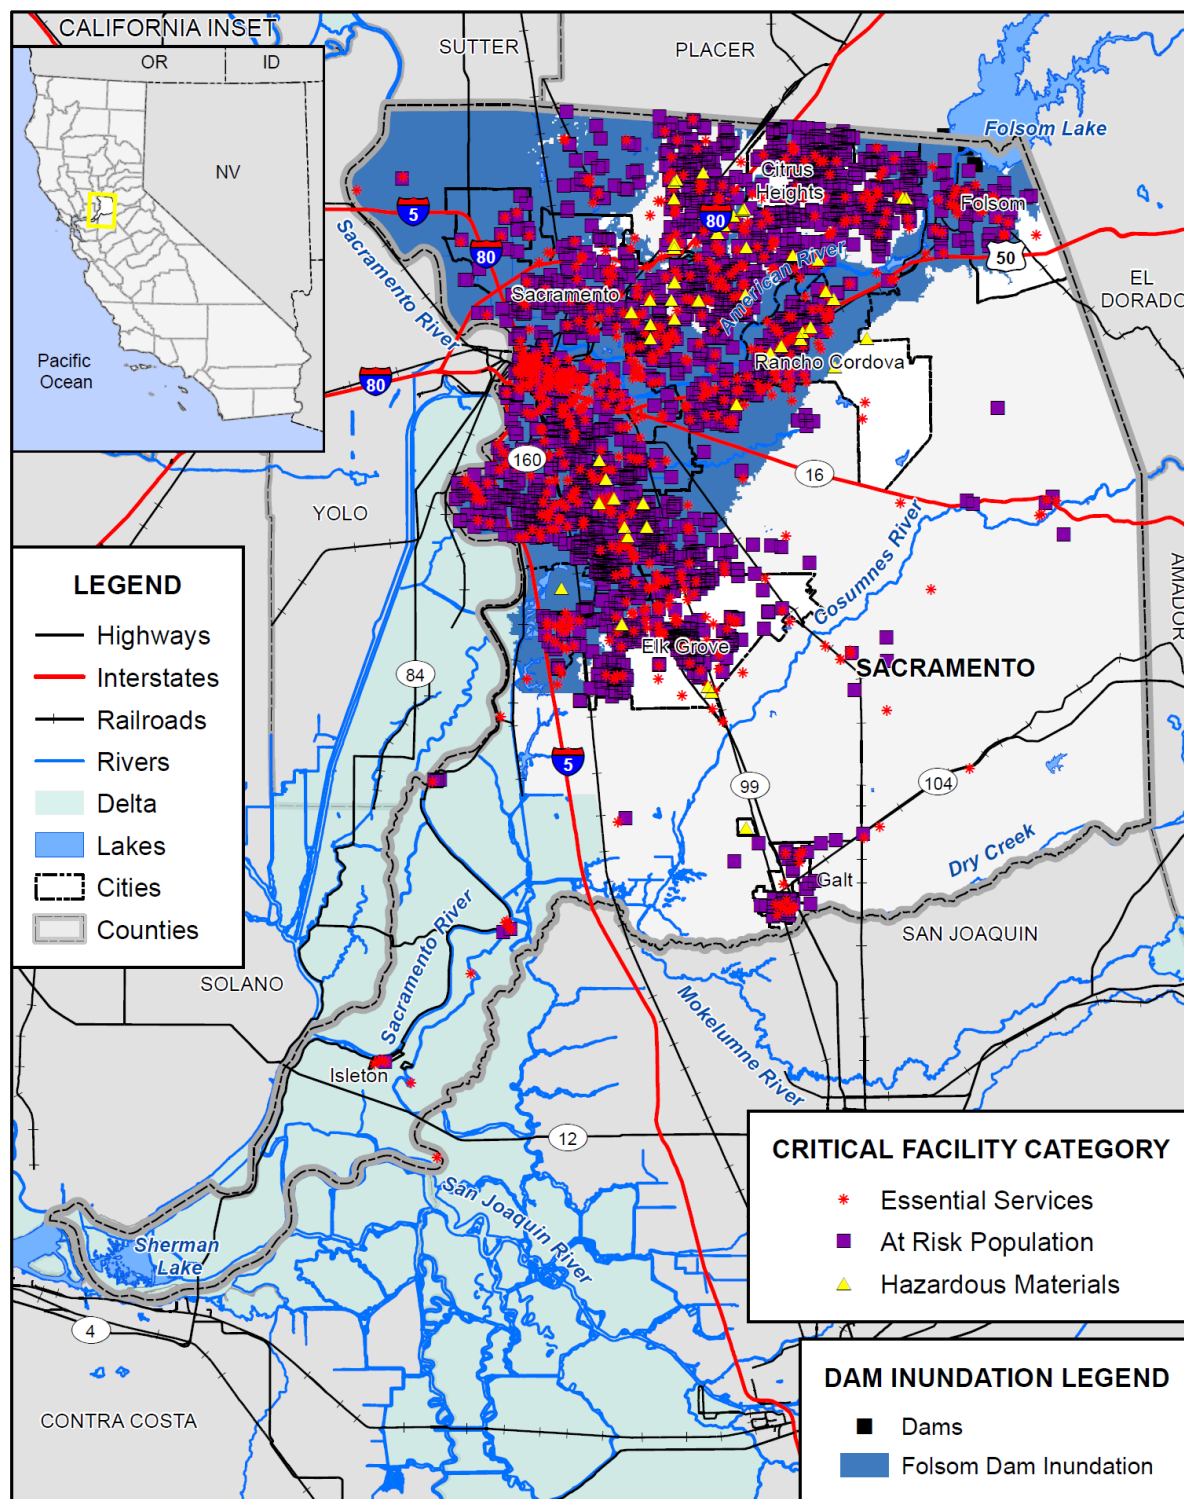 CALIFORNIA INSET
OR
ID
NV
Pacific
Ocean
SUTTER
PLACER
Folsom Lake
Citrus
Heights
Folsom
5
80
80
50
Sacramento River
Sacramento
American River
EL
DORADO
Rancho Cordova
80
160
16
YOLO
Cosumnes River
AMADOR
Elk Grove
SACRAMENTO
84
5
99
104
Dry Creek
Galt
SAN JOAQUIN
LEGEND
Highways
Interstates
Railroads
Rivers
Delta
Lakes
Cities
Counties
SOLANO
Sacramento River
Mokelumne River
Isleton
12
San Joaquin River
Sherman
Lake
4
CONTRA COSTA
CRITICAL FACILITY CATEGORY
Essential Services
At Risk Population
Hazardous Materials
DAM INUNDATION LEGEND
Dams
Folsom Dam Inundation